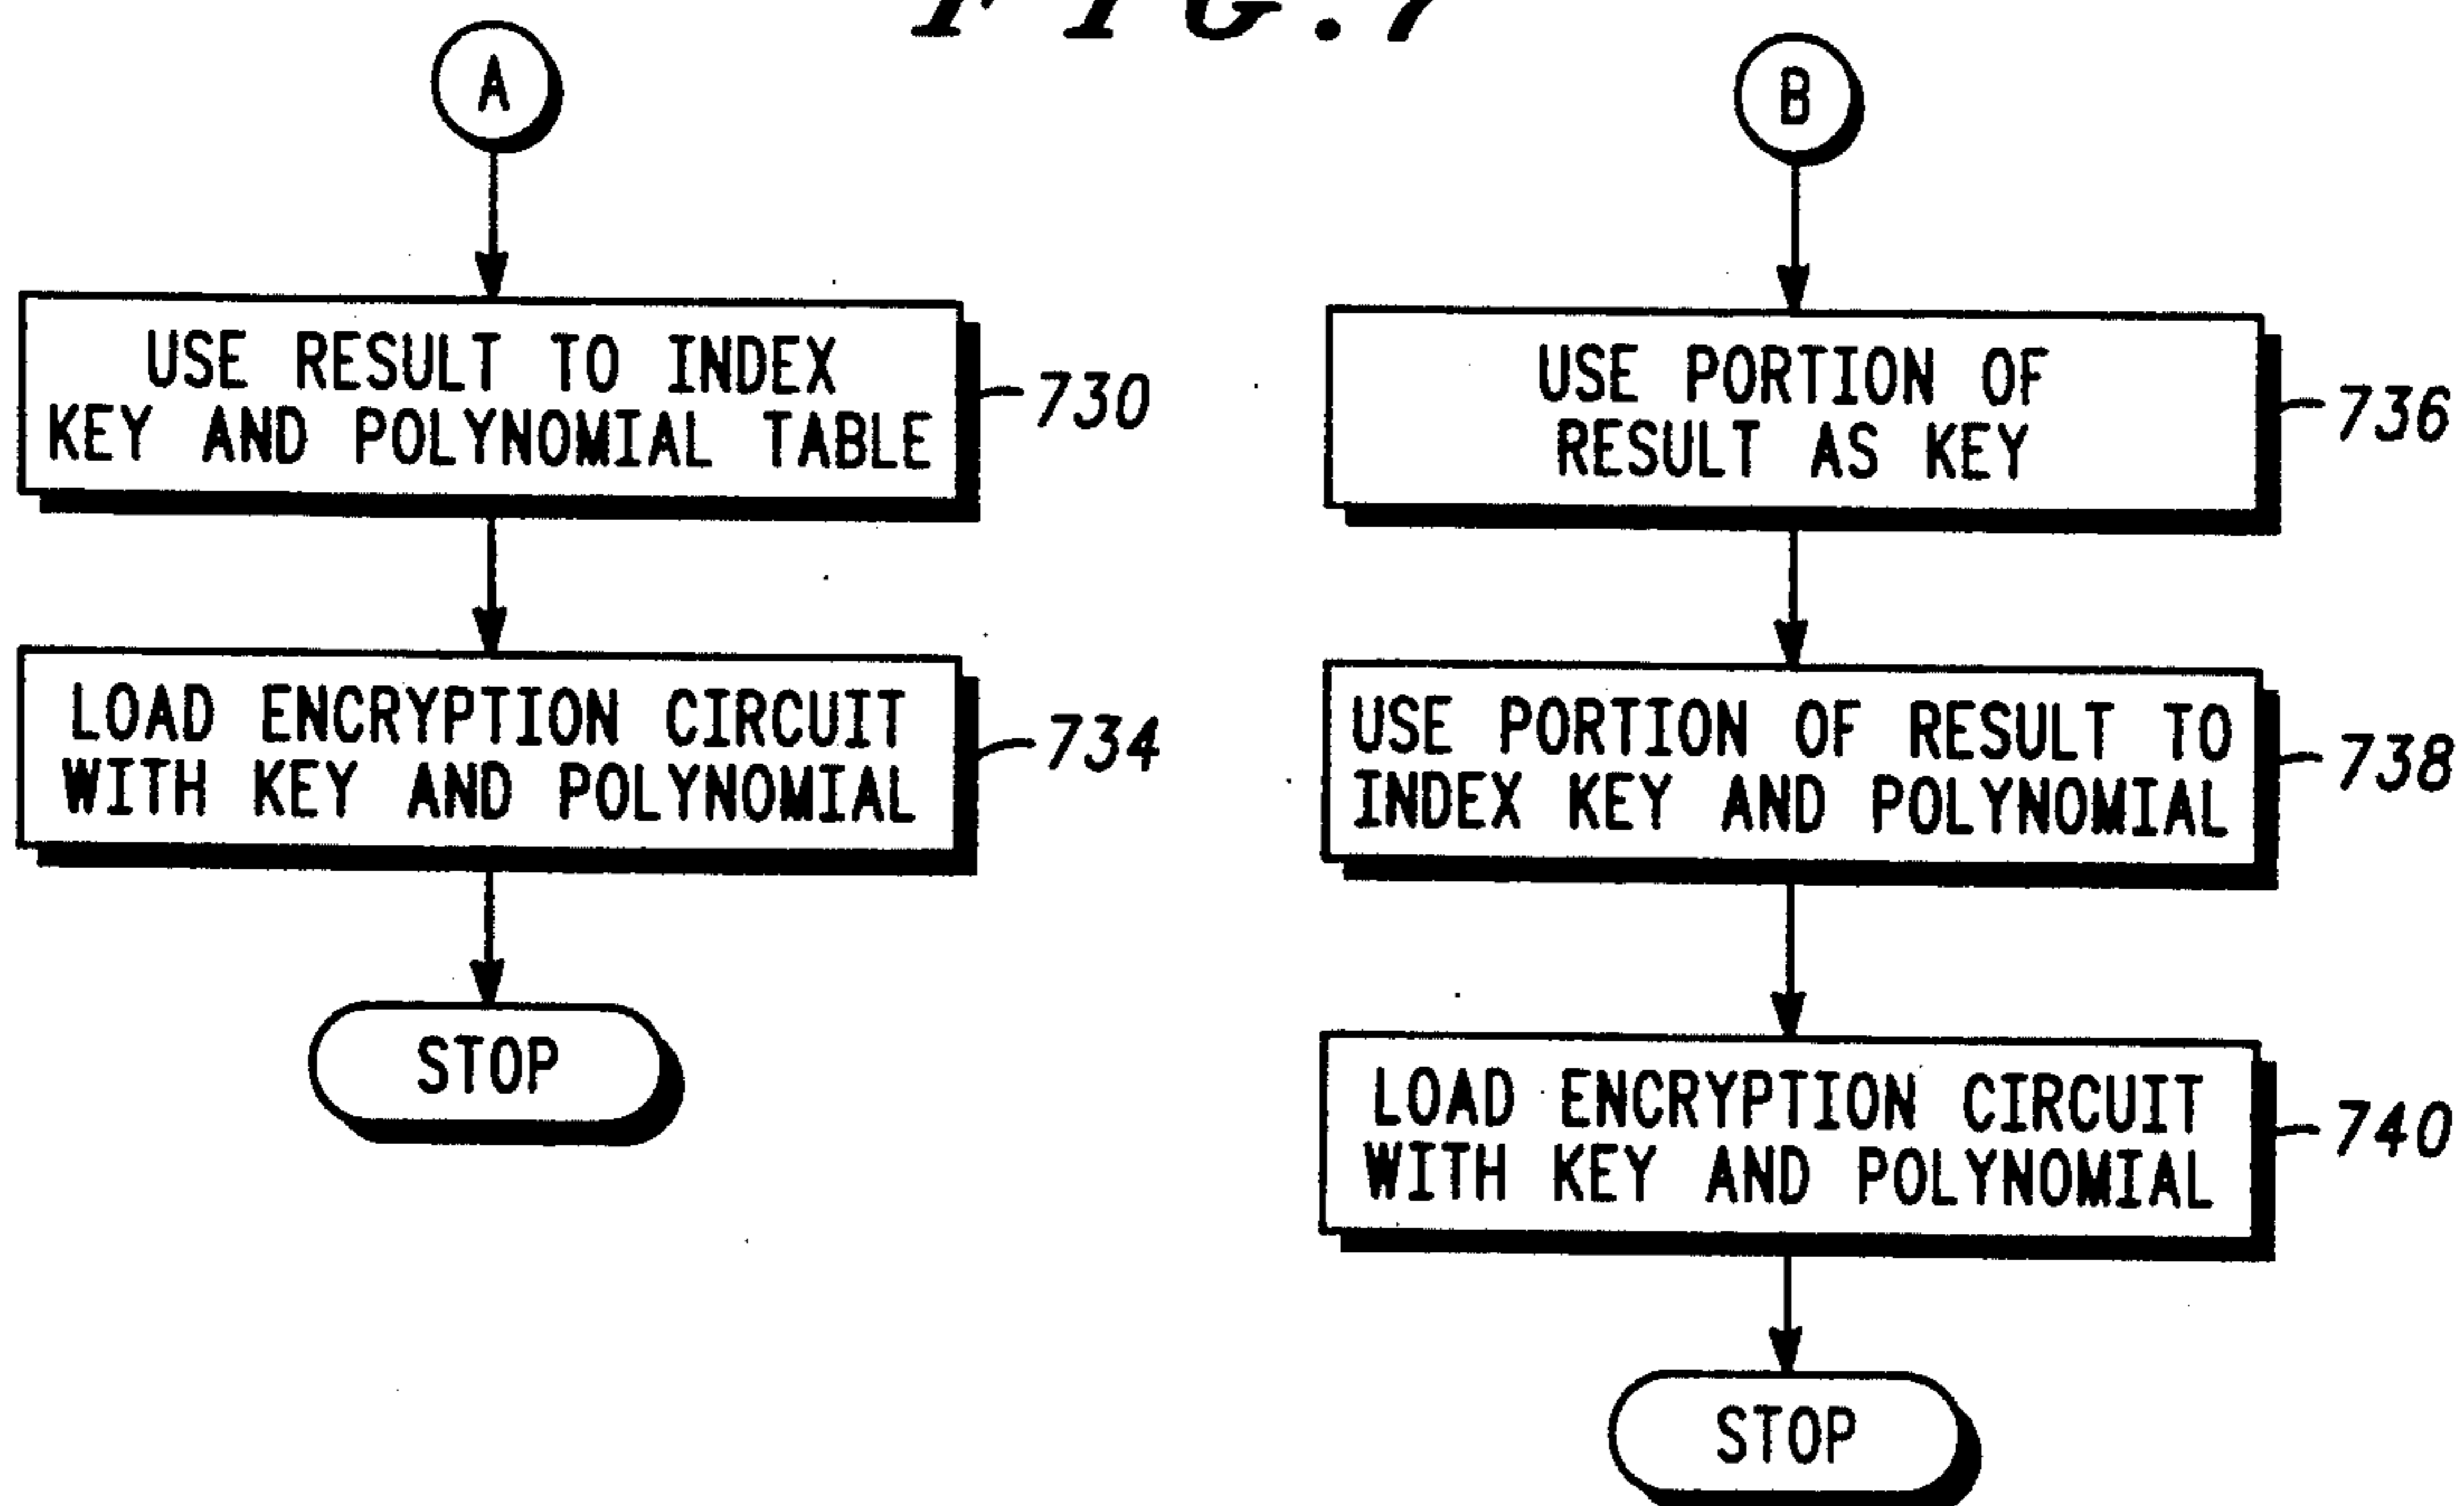 FIG. 7
A
USE RESULT TO INDEX
KEY AND POLYNOMIAL TABLE
730
LOAD ENCRYPTION CIRCUIT
WITH KEY AND POLYNOMIAL
734
STOP
B
USE PORTION OF
RESULT AS KEY
736
USE PORTION OF RESULT TO
INDEX KEY AND POLYNOMIAL
738
LOAD ENCRYPTION CIRCUIT
WITH KEY AND POLYNOMIAL
740
STOP